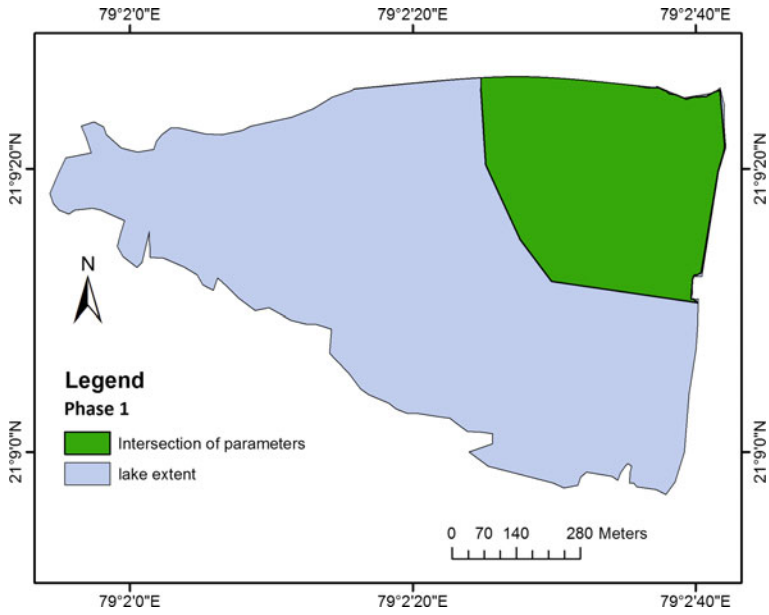 79°2'0"E 79°2'20"E 79°2'40"E
21°9'20"N 21°9'20"N
N
Legend
Phase 1
Intersection of parameters
lake extent
21°9'0"N 21°9'0"N
0 70 140 280 Meters
79°2'0"E 79°2'20"E 79°2'40"E